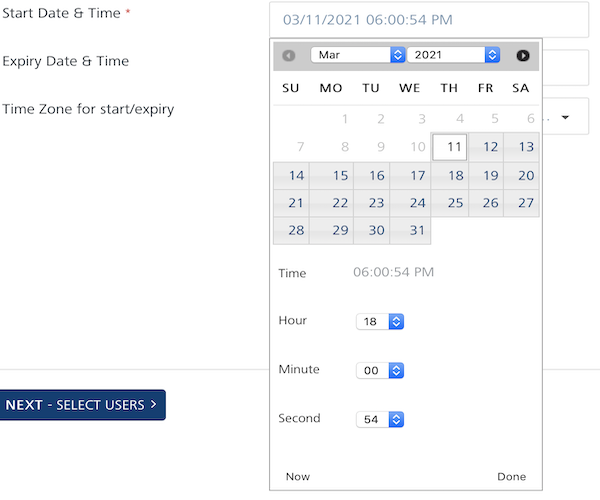 Start Date & Time *
03/11/2021 06:00:54 PM
Expiry Date & Time
Mar 2021
Time Zone for start/expiry
SU MO TU WE TH FR SA
1 2 3 4 5 6
7 8 9 10 11 12 13
14 15 16 17 18 19 20
21 22 23 24 25 26 27
28 29 30 31
Time 06:00:54 PM
Hour 18
Minute 00
Second 54
NEXT - SELECT USERS >
Now Done